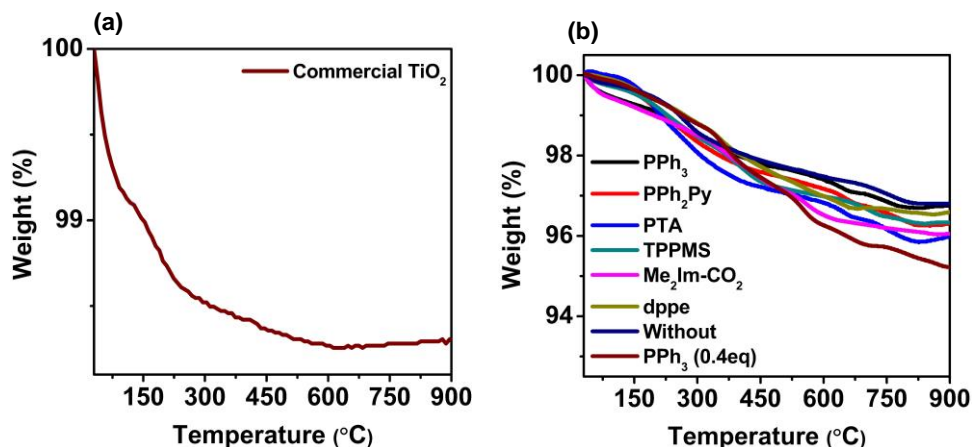 (a)
100
99
Weight (%)
Commercial TiO₂
150 300 450 600 750 900
Temperature (°C)
(b)
100
98
96
94
Weight (%)
PPh₃
PPh₂Py
PTA
TPPMS
Me₂Im-CO₂
dppe
Without
PPh₃ (0.4eq)
150 300 450 600 750 900
Temperature (°C)